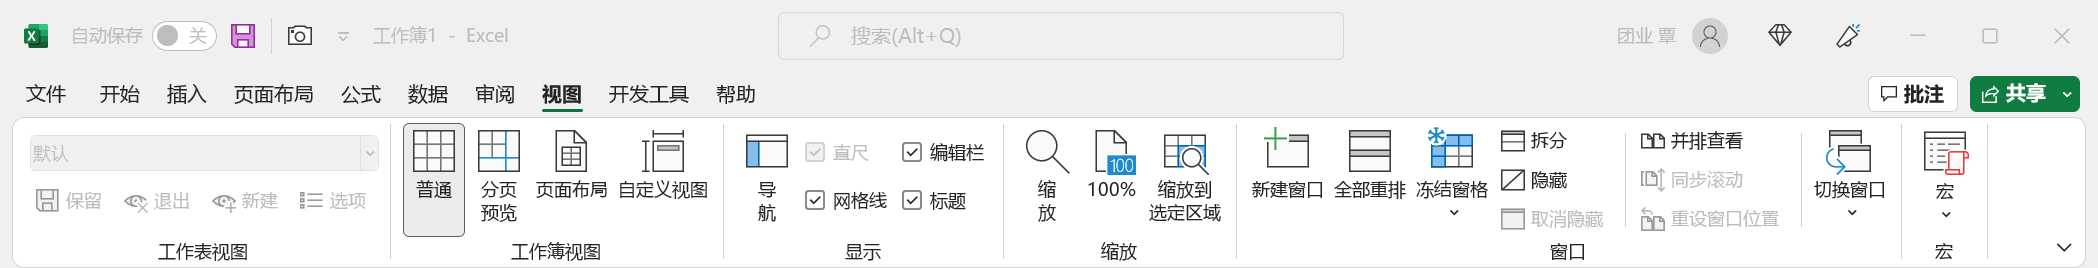 自动保存 关 工作簿1 - Excel 搜索(Alt+Q) 团业 覃
文件 开始 插入 页面布局 公式 数据 审阅 视图 开发工具 帮助 批注 共享
默认
保留 退出 新建 选项
工作表视图
普通 分页预览 页面布局 自定义视图
工作簿视图
导航 直尺 编辑栏
网格线 标题
显示
缩放 100 100% 缩放到选定区域
缩放
新建窗口 全部重排 冻结窗格 拆分 并排查看 切换窗口
隐藏 同步滚动
取消隐藏 重设窗口位置
窗口
宏
宏